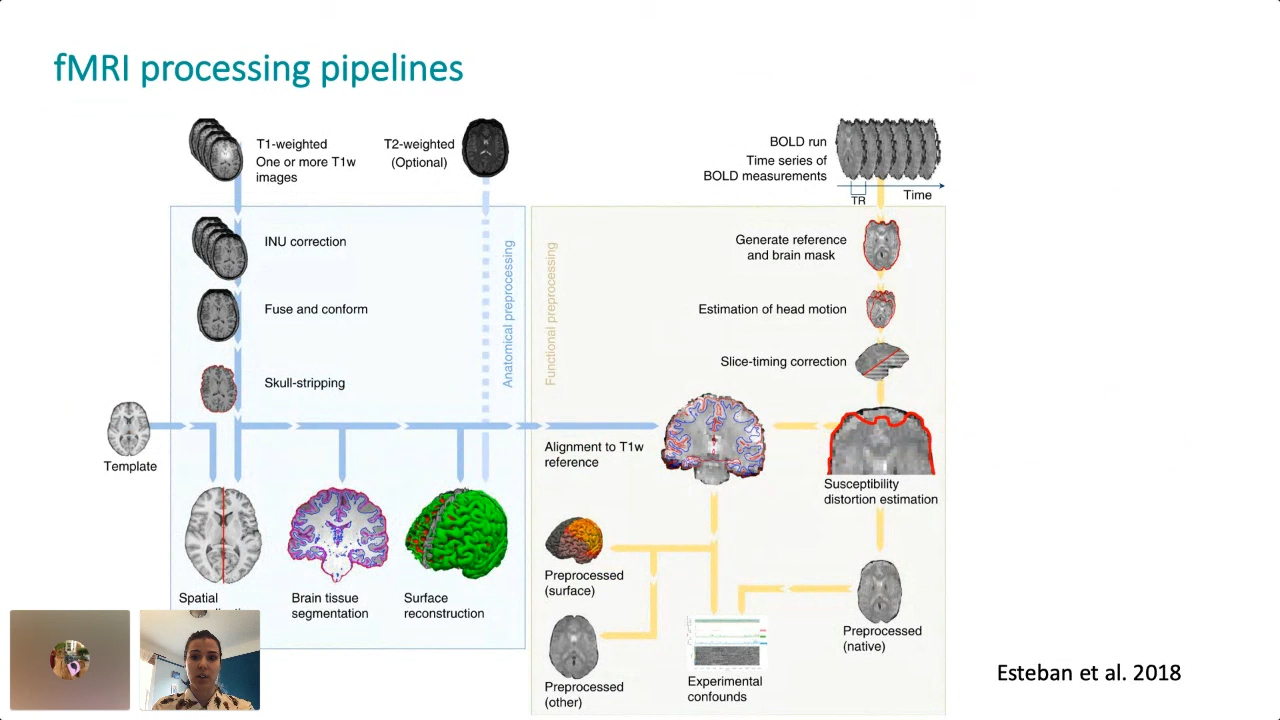 fMRI processing pipelines
T1-weighted
One or more T1w
images
T2-weighted
(Optional)
BOLD run
Time series of
BOLD measurements
TR
Time
INU correction
Fuse and conform
Skull-stripping
Anatomical preprocessing
Functional preprocessing
Generate reference
and brain mask
Estimation of head motion
Slice-timing correction
Template
Alignment to T1w
reference
Susceptibility
distortion estimation
Spatial
Brain tissue
segmentation
Surface
reconstruction
Preprocessed
(surface)
Preprocessed
(other)
Experimental
confounds
Preprocessed
(native)
Esteban et al. 2018